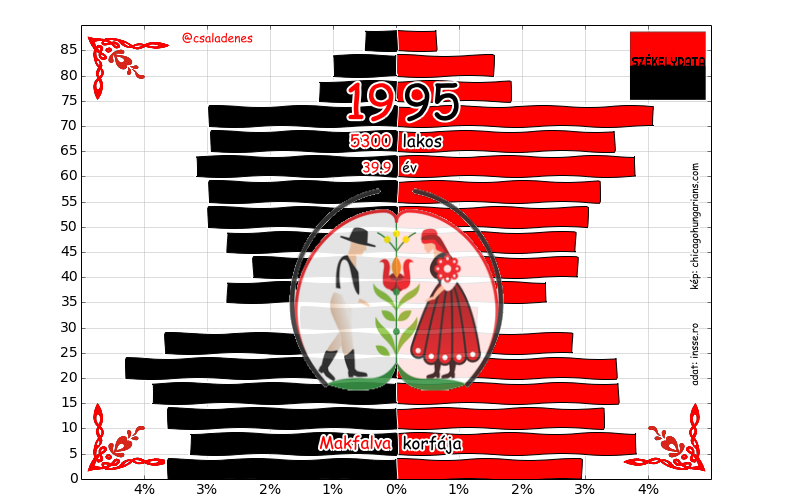 @csaladenes
SZÉKELYDATA
1995
5300 lakos
39.9 év
kép: chicagohungarians.com
adat: insse.ro
Makfalva korfája
85
80
75
70
65
60
55
50
45
40
35
30
25
20
15
10
5
0
4% 3% 2% 1% 0% 1% 2% 3% 4%